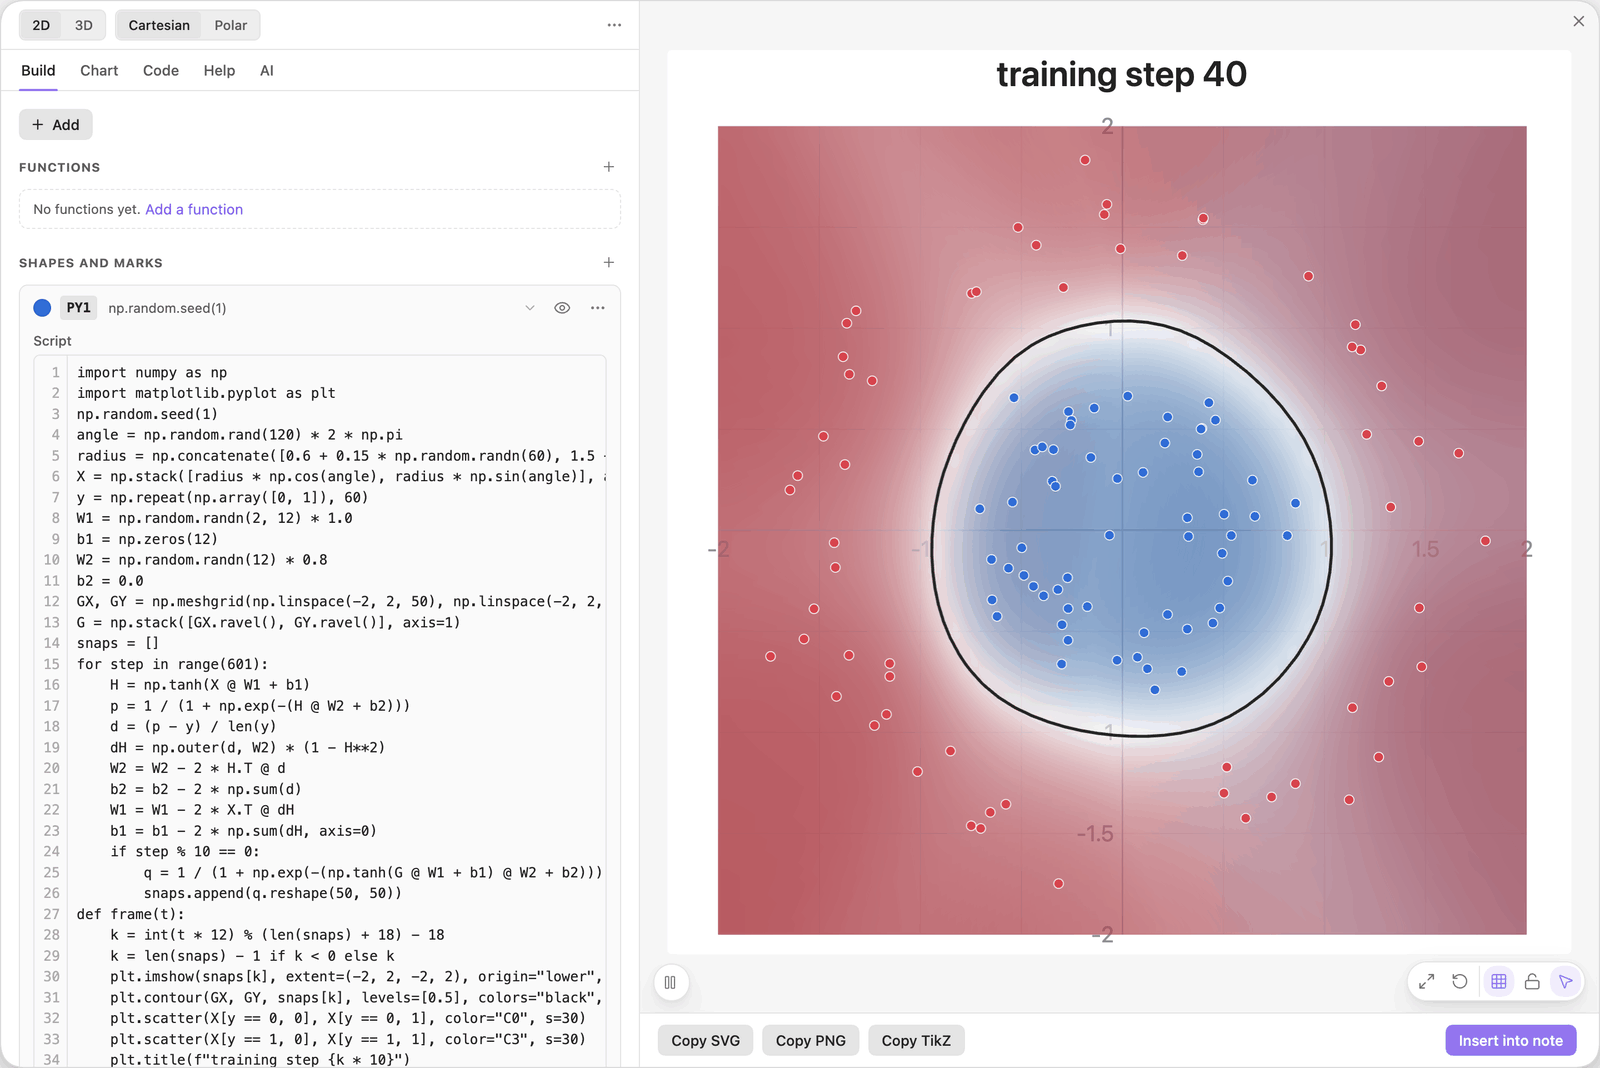 2D 3D Cartesian Polar
Build Chart Code Help AI
+ Add
FUNCTIONS
No functions yet. Add a function
SHAPES AND MARKS
PY1 np.random.seed(1)
Script
1 import numpy as np
2 import matplotlib.pyplot as plt
3 np.random.seed(1)
4 angle = np.random.rand(120) * 2 * np.pi
5 radius = np.concatenate([0.6 + 0.15 * np.random.randn(60), 1.5
6 X = np.stack([radius * np.cos(angle), radius * np.sin(angle)],
7 y = np.repeat(np.array([0, 1]), 60)
8 W1 = np.random.randn(2, 12) * 1.0
9 b1 = np.zeros(12)
10 W2 = np.random.randn(12) * 0.8
11 b2 = 0.0
12 GX, GY = np.meshgrid(np.linspace(-2, 2, 50), np.linspace(-2, 2,
13 G = np.stack([GX.ravel(), GY.ravel()], axis=1)
14 snaps = []
15 for step in range(601):
16     H = np.tanh(X @ W1 + b1)
17     p = 1 / (1 + np.exp(-(H @ W2 + b2)))
18     d = (p - y) / len(y)
19     dH = np.outer(d, W2) * (1 - H**2)
20     W2 = W2 - 2 * H.T @ d
21     b2 = b2 - 2 * np.sum(d)
22     W1 = W1 - 2 * X.T @ dH
23     b1 = b1 - 2 * np.sum(dH, axis=0)
24     if step % 10 == 0:
25         q = 1 / (1 + np.exp(-(np.tanh(G @ W1 + b1) @ W2 + b2)))
26         snaps.append(q.reshape(50, 50))
27 def frame(t):
28     k = int(t * 12) % (len(snaps) + 18) - 18
29     k = len(snaps) - 1 if k < 0 else k
30     plt.imshow(snaps[k], extent=(-2, 2, -2, 2), origin="lower",
31     plt.contour(GX, GY, snaps[k], levels=[0.5], colors="black",
32     plt.scatter(X[y == 0, 0], X[y == 0, 1], color="C0", s=30)
33     plt.scatter(X[y == 1, 0], X[y == 1, 1], color="C3", s=30)
34     plt.title(f"training step {k * 10}")
training step 40
2
1
-2 -1 1 1.5 2
-1
-1.5
-2
Copy SVG Copy PNG Copy TikZ Insert into note